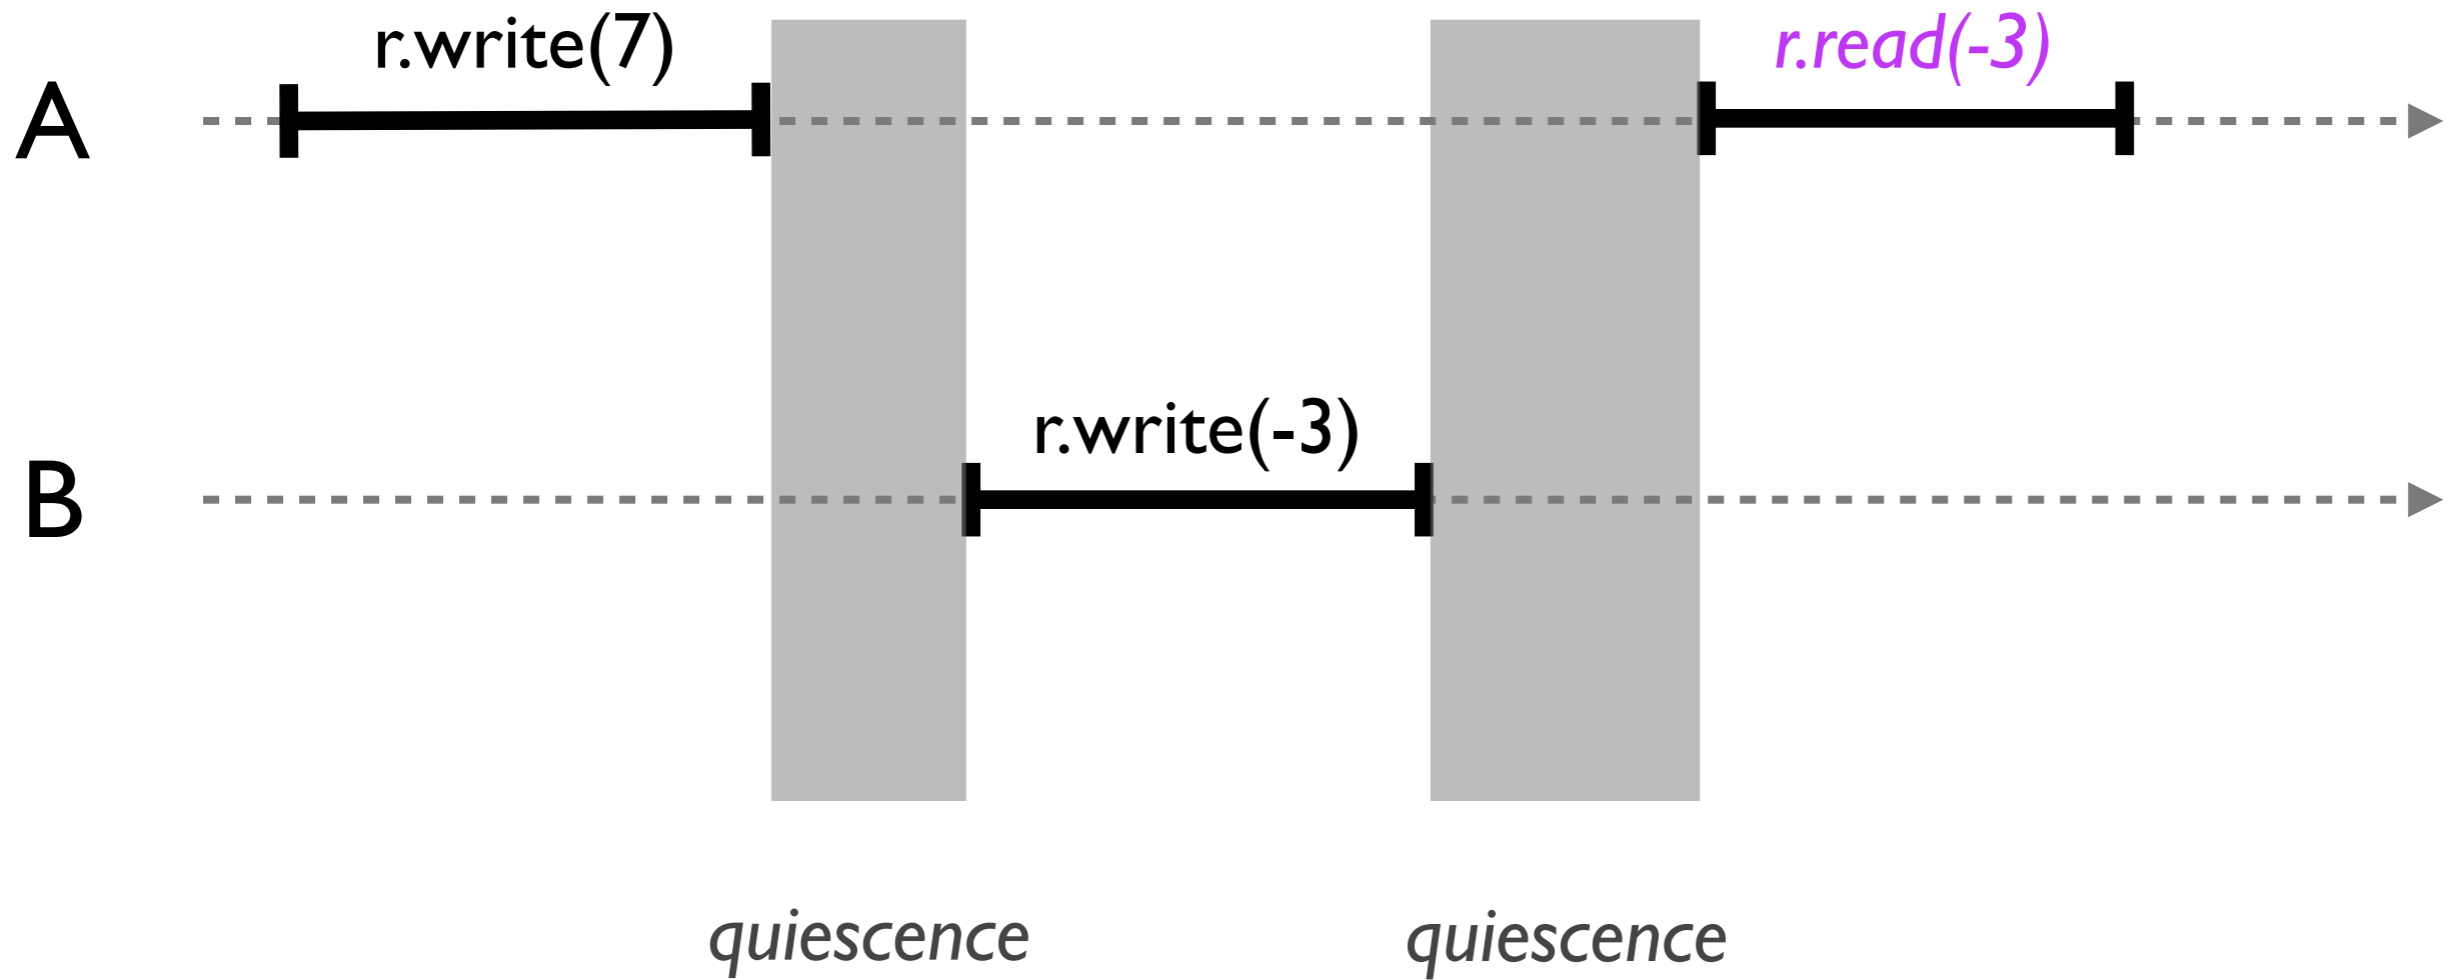 r.write(7)
r.read(-3)
A
r.write(-3)
B
quiescence
quiescence